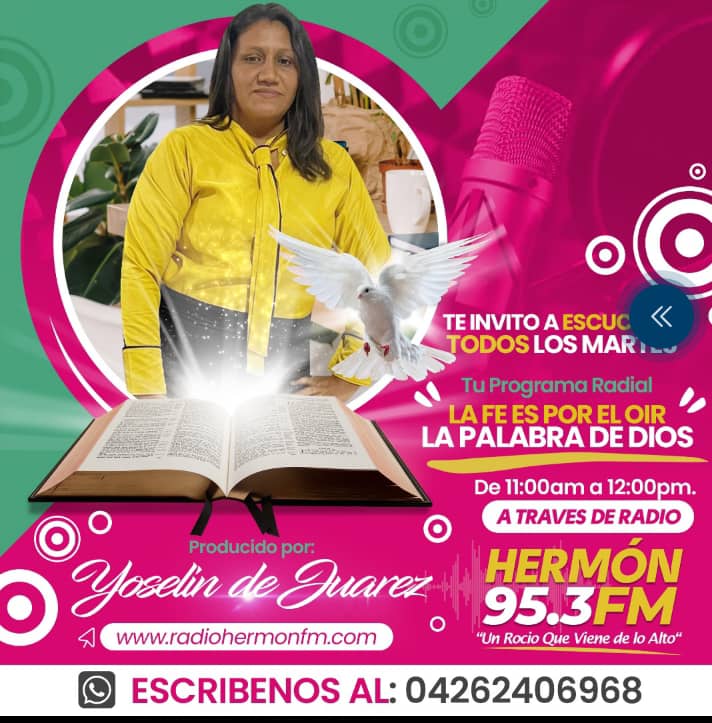 TE INVITO A
TODOS LOS
Tu Programa Radial
LA FE ES POR EL OIR
LA PALABRA DE DIOS
De 11:00am a 12:00pm.
A TRAVES DE RADIO
HERMÓN
95.3FM
"Un Rocio Que Viene de lo Alto"
Producido por:
Yoselin de Juarez
www.radiohermonfm.com
ESCRIBENOS AL: 04262406968